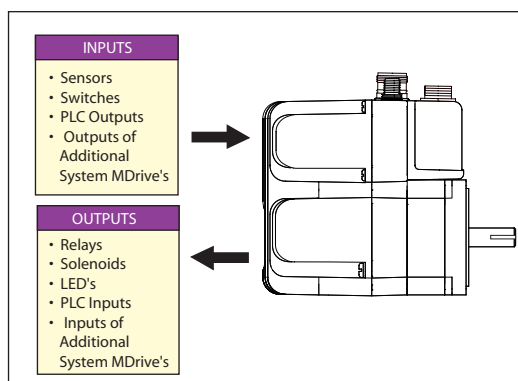 INPUTS
• Sensors
• Switches
• PLC Outputs
• Outputs of
Additional
System MDrive's
OUTPUTS
• Relays
• Solenoids
• LED's
• PLC Inputs
• Inputs of
Additional
System MDrive's